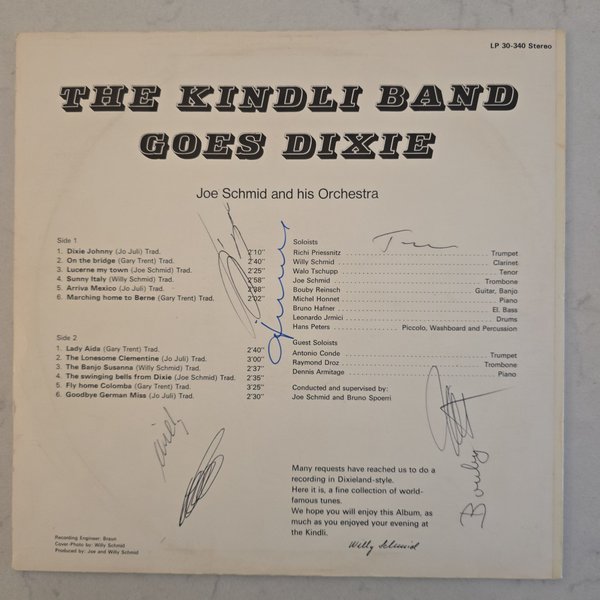 LP 30-340 Stereo
THE KINDLI BAND
GOES DIXIE
Joe Schmid and his Orchestra
Side 1
1. Dixie Johnny (Jo Juli) Trad. 2'10"
2. On the bridge (Gary Trent) Trad. 2'40"
3. Lucerne my town (Joe Schmid) Trad. 2'25"
4. Sunny Italy (Willy Schmid) Trad. 2'58"
5. Arriva Mexico (Jo Juli) Trad. 2'38"
6. Marching home to Berne (Gary Trent) Trad. 2'02"
Side 2
1. Lady Aida (Gary Trent) Trad. 2'40"
2. The Lonesome Clementine (Jo Juli) Trad. 3'00"
3. The Banjo Susanna (Willy Schmid) Trad. 2'37"
4. The swinging bells from Dixie (Joe Schmid) Trad. 2'35"
5. Fly home Colomba (Gary Trent) Trad. 3'25"
6. Goodbye German Miss (Jo Juli) Trad. 2'30"
Soloists
Richi Priessnitz Trumpet
Willy Schmid Clarinet
Walo Tschupp Tenor
Joe Schmid Trombone
Bouby Reinsch Guitar, Banjo
Michel Honnet Piano
Bruno Hafner El. Bass
Leonardo Jrmici Drums
Hans Peters Piccolo, Washboard and Percussion
Guest Soloists
Antonio Conde Trumpet
Raymond Droz Trombone
Dennis Armitage Piano
Conducted and supervised by:
Joe Schmid and Bruno Spoerri
Willy
Bouby
Many requests have reached us to do a
recording in Dixieland-style.
Here it is, a fine collection of world-
famous tunes.
We hope you will enjoy this Album, as
much as you enjoyed your evening at
the Kindli.
Willy Schmid
Recording Engineer: Braun
Cover-Photo by: Willy Schmid
Produced by: Joe and Willy Schmid